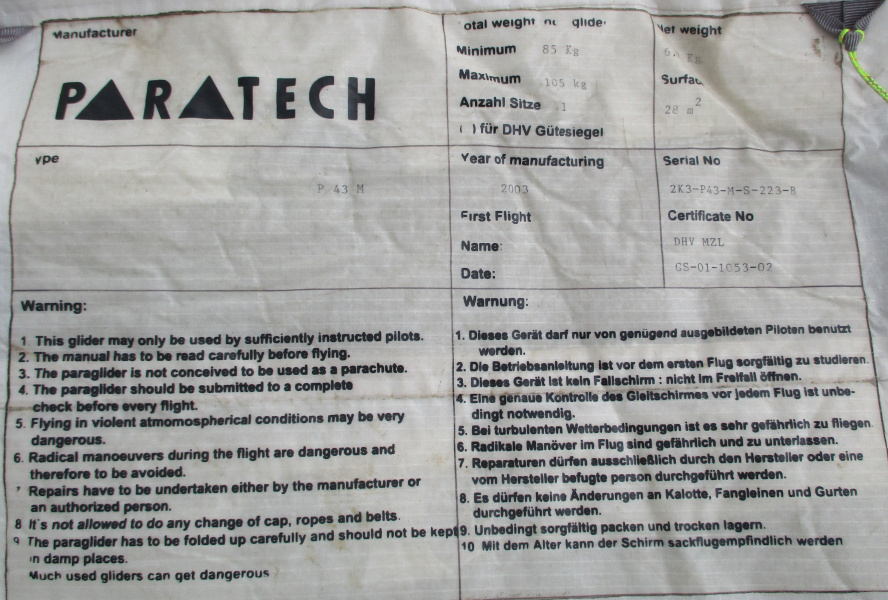 Manufacturer
PARATECH
otal weight glide
Minimum 85 Kg
Maximum 105 kg
Anzahl Sitze 1
( ) für DHV Gütesiegel
Net weight
6. Kg
Surfac
28 m²
ype
P 43 M
Year of manufacturing
2003
First Flight
Name:
Date:
Serial No
2K3-P43-M-S-223-R
Certificate No
DHV MZL
GS-01-1053-02
Warning:
1. This glider may only be used by sufficiently instructed pilots.
2. The manual has to be read carefully before flying.
3. The paraglider is not conceived to be used as a parachute.
4. The paraglider should be submitted to a complete
check before every flight.
5. Flying in violent atmomospherical conditions may be very
dangerous.
6. Radical manoeuvers during the flight are dangerous and
therefore to be avoided.
Repairs have to be undertaken either by the manufacturer or
an authorized person.
8 It's not allowed to do any change of cap, ropes and belts.
9 The paraglider has to be folded up carefully and should not be kept
in damp places.
Much used gliders can get dangerous
Warnung:
1. Dieses Gerät darf nur von genügend ausgebildeten Piloten benutzt
werden.
2. Die Betriebsanleitung ist vor dem ersten Flug sorgfältig zu studieren.
3. Dieses Gerät ist kein Fallschirm : nicht im Freifall öffnen.
4. Eine genaue Kontrolle des Gleitschirmes vor jedem Flug ist unbe-
dingt notwendig.
5. Bei turbulenten Wetterbedingungen ist es sehr gefährlich zu fliegen.
6. Radikale Manöver im Flug sind gefährlich und zu unterlassen.
7. Reparaturen dürfen ausschließlich durch den Hersteller oder eine
vom Hersteller befugte person durchgeführt werden.
8. Es dürfen keine Änderungen an Kalotte, Fangleinen und Gurten
durchgeführt werden.
9. Unbedingt sorgfältig packen und trocken lagern.
10 Mit dem Alter kann der Schirm sackflugempfindlich werden